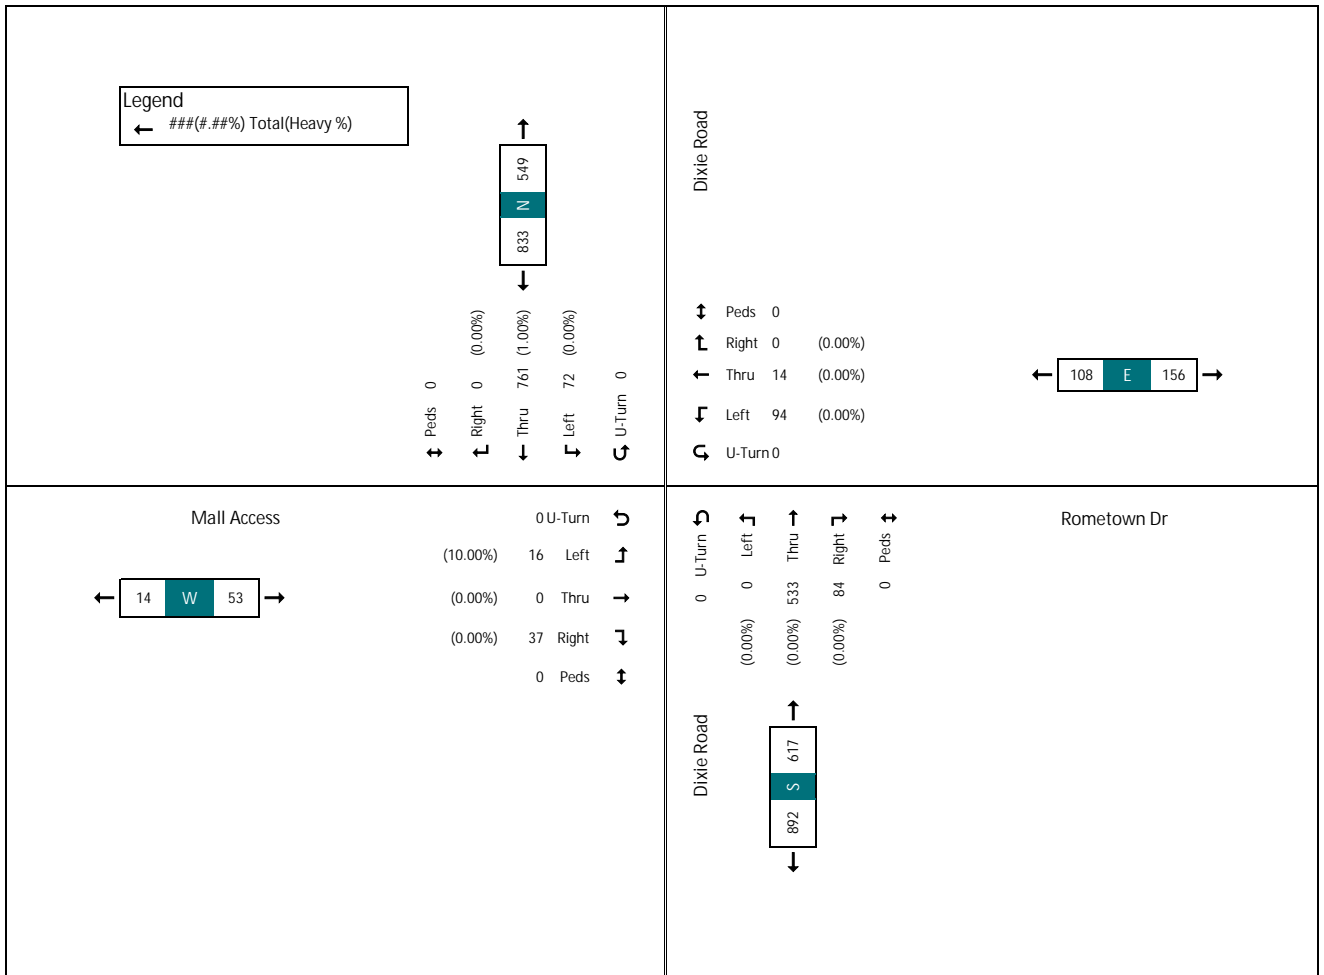 Legend
###(#.##%) Total(Heavy %)
549
N
833
Peds 0
Right 0 (0.00%)
Thru 761 (1.00%)
Left 72 (0.00%)
U-Turn 0
Dixie Road
Peds 0
Right 0 (0.00%)
Thru 14 (0.00%)
Left 94 (0.00%)
U-Turn 0
108 E 156
Mall Access
14 W 53
0 U-Turn
(10.00%) 16 Left
(0.00%) 0 Thru
(0.00%) 37 Right
0 Peds
0 U-Turn
(0.00%) 0 Left
(0.00%) 533 Thru
(0.00%) 84 Right
0 Peds
Rometown Dr
Dixie Road
617
S
892